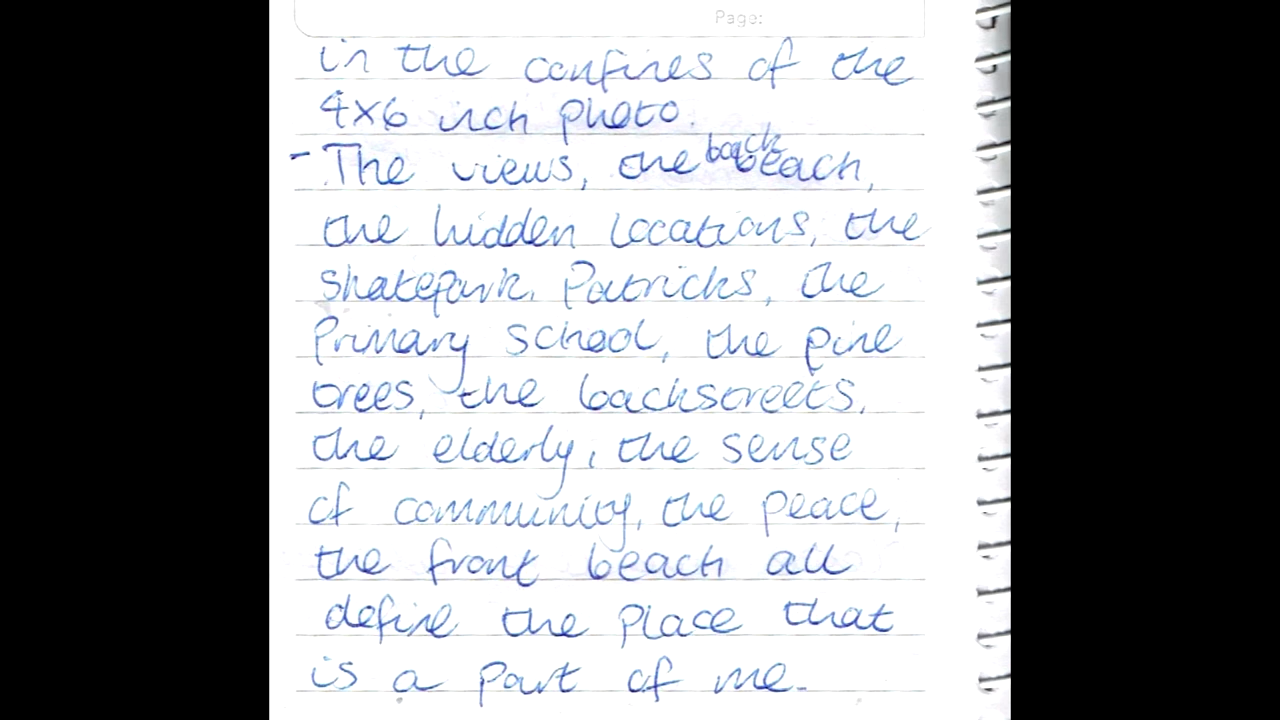 Page:
in the confines of the
4x6 inch photo.
- The views, the back beach,
the hidden locations, the
skatepark, Patricks, the
Primary school, the pine
trees, the backstreets,
the elderly, the sense
of community, the peace,
the front beach all
define the place that
is a part of me.